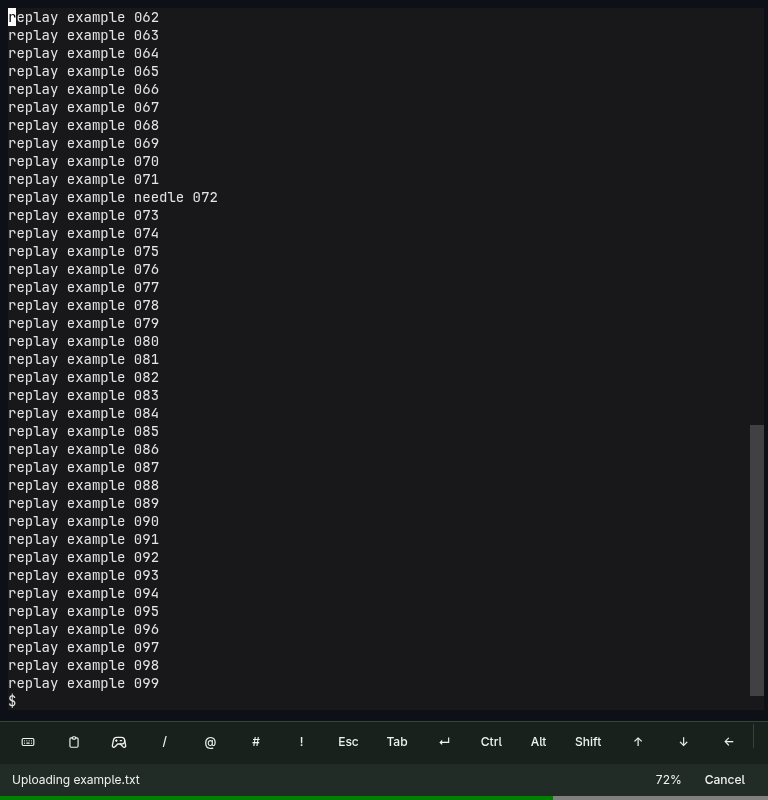 replay example 062
replay example 063
replay example 064
replay example 065
replay example 066
replay example 067
replay example 068
replay example 069
replay example 070
replay example 071
replay example needle 072
replay example 073
replay example 074
replay example 075
replay example 076
replay example 077
replay example 078
replay example 079
replay example 080
replay example 081
replay example 082
replay example 083
replay example 084
replay example 085
replay example 086
replay example 087
replay example 088
replay example 089
replay example 090
replay example 091
replay example 092
replay example 093
replay example 094
replay example 095
replay example 096
replay example 097
replay example 098
replay example 099
$
/ @ # ! Esc Tab ↵ Ctrl Alt Shift ↑ ↓ ←
Uploading example.txt 72% Cancel